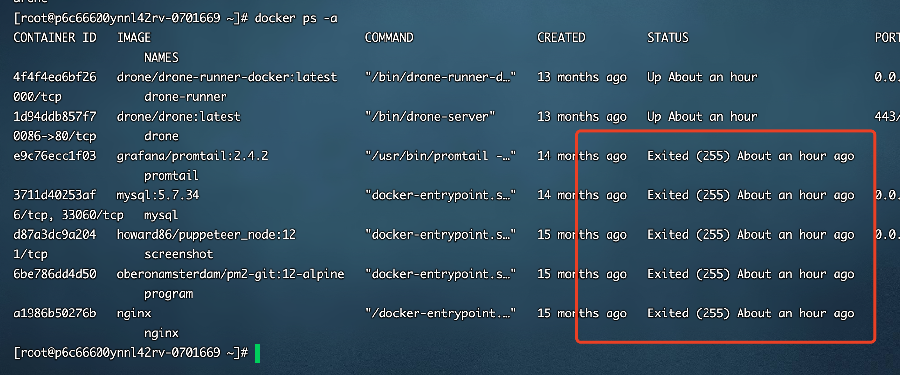 [root@p6c66600ynnl42rv-0701669 ~]# docker ps -a
CONTAINER ID IMAGE COMMAND CREATED STATUS PORT
NAMES
4f4f4ea6bf26 drone/drone-runner-docker:latest "/bin/drone-runner-d…" 13 months ago Up About an hour 0.0.
000/tcp drone-runner
1d94ddb857f7 drone/drone:latest "/bin/drone-server" 13 months ago Up About an hour 443/
0086->80/tcp drone
e9c76ecc1f03 grafana/promtail:2.4.2 "/usr/bin/promtail -…" 14 months ago Exited (255) About an hour ago
promtail
3711d40253af mysql:5.7.34 "docker-entrypoint.s…" 14 months ago Exited (255) About an hour ago 0.0.
6/tcp, 33060/tcp mysql
d87a3dc9a204 howard86/puppeteer_node:12 "docker-entrypoint.s…" 15 months ago Exited (255) About an hour ago 0.0.
1/tcp screenshot
6be786dd4d50 oberonamsterdam/pm2-git:12-alpine "docker-entrypoint.s…" 15 months ago Exited (255) About an hour ago
program
a1986b50276b nginx "/docker-entrypoint.…" 15 months ago Exited (255) About an hour ago
nginx
[root@p6c66600ynnl42rv-0701669 ~]#